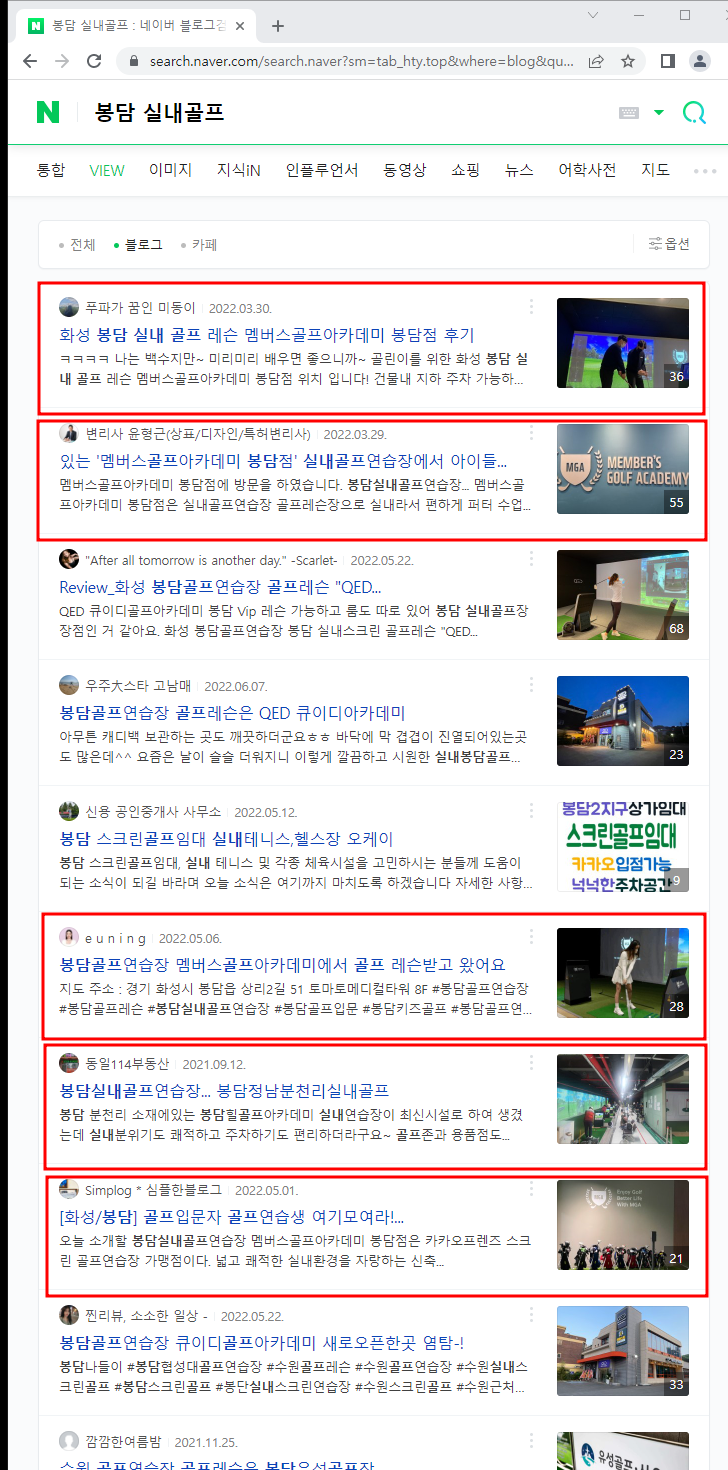 봉담 실내골프 : 네이버 블로그검
search.naver.com/search.naver?sm=tab_hty.top&where=blog&qu...
N 봉담 실내골프
통합 VIEW 이미지 지식iN 인플루언서 동영상 쇼핑 뉴스 어학사전 지도
전체 블로그 카페 옵션
푸파가 꿈인 미둥이 2022.03.30.
화성 봉담 실내 골프 레슨 멤버스골프아카데미 봉담점 후기
ㅋㅋㅋㅋ 나는 백수지만~ 미리미리 배우면 좋으니까~ 골린이를 위한 화성 봉담 실
내 골프 레슨 멤버스골프아카데미 봉담점 위치 입니다! 건물내 지하 주차 가능하...
36
변리사 윤형근(상표/디자인/특허변리사) 2022.03.29.
있는 '멤버스골프아카데미 봉담점' 실내골프연습장에서 아이들...
멤버스골프아카데미 봉담점에 방문을 하였습니다. 봉담실내골프연습장... 멤버스골
프아카데미 봉담점은 실내골프연습장 골프레슨장으로 실내라서 편하게 퍼터 수업...
MGA
MEMBER'S
GOLF ACADEMY
55
"After all tomorrow is another day." -Scarlet- 2022.05.22.
Review_화성 봉담골프연습장 골프레슨 "QED...
QED 큐이디골프아카데미 봉담 Vip 레슨 가능하고 룸도 따로 있어 봉담 실내골프장
장점인 거 같아요. 화성 봉담골프연습장 봉담 실내스크린 골프레슨 "QED...
68
우주大스타 고남매 2022.06.07.
봉담골프연습장 골프레슨은 QED 큐이디아카데미
아무튼 캐디백 보관하는 곳도 깨끗하더군요ㅎㅎ 바닥에 막 겹겹이 진열되어있는곳
도 많은데^^ 요즘은 날이 슬슬 더워지니 이렇게 깔끔하고 시원한 실내봉담골프...
23
신용 공인중개사 사무소 2022.05.12.
봉담 스크린골프임대 실내테니스,헬스장 오케이
봉담 스크린골프임대, 실내 테니스 및 각종 체육시설을 고민하시는 분들께 도움이
되는 소식이 되길 바라며 오늘 소식은 여기까지 마치도록 하겠습니다 자세한 사항...
봉담2지구상가임대
스크린골프임대
카카오입점가능
넉넉한주차공간
9
euning 2022.05.06.
봉담골프연습장 멤버스골프아카데미에서 골프 레슨받고 왔어요
지도 주소 : 경기 화성시 봉담읍 상리2길 51 토마토메디컬타워 8F #봉담골프연습장
#봉담골프레슨 #봉담실내골프연습장 #봉담골프입문 #봉담키즈골프 #봉담골프연...
28
동일114부동산 2021.09.12.
봉담실내골프연습장... 봉담정남분천리실내골프
봉담 분천리 소재에있는 봉담힐골프아카데미 실내연습장이 최신시설로 하여 생겼
는데 실내분위기도 쾌적하고 주차하기도 편리하더라구요~ 골프존과 용품점도...
Simplog * 심플한블로그 2022.05.01.
[화성/봉담] 골프입문자 골프연습생 여기모여라!...
오늘 소개할 봉담실내골프연습장 멤버스골프아카데미 봉담점은 카카오프렌즈 스크
린 골프연습장 가맹점이다. 넓고 쾌적한 실내환경을 자랑하는 신축...
MGA
Enjoy Golf
Better Life
With MGA
21
찐리뷰, 소소한 일상 - 2022.05.22.
봉담골프연습장 큐이디골프아카데미 새로오픈한곳 염탐-!
봉담나들이 #봉담협성대골프연습장 #수원골프레슨 #수원골프연습장 #수원실내스
크린골프 #봉담스크린골프 #봉단실내스크린연습장 #수원스크린골프 #수원근처...
33
깜깜한여름밤 2021.11.25.
수원 골프연습장 골프레슨은 봉담유성골프장